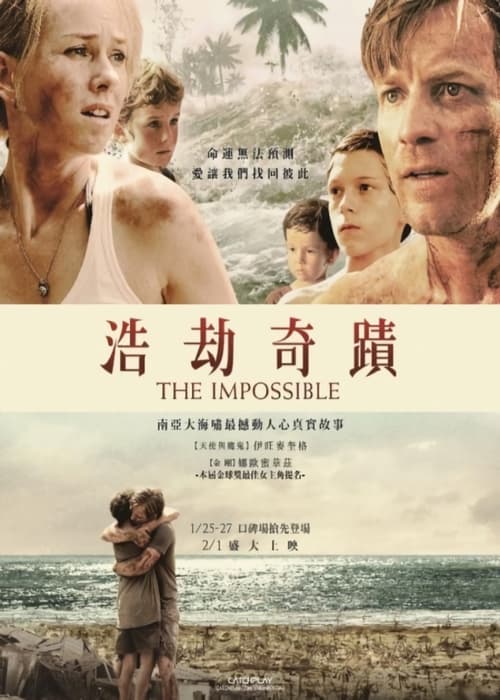 命運無法預測
愛讓我們找回彼此
浩劫奇蹟
THE IMPOSSIBLE
南亞大海嘯最撼動人心真實故事
【天使與魔鬼】伊旺麥奎格
【金剛】娜歐蜜華茲
-本屆金球獎最佳女主角提名-
1/25-27 口碑場搶先登場
2/1 盛大上映
CATCHPLAY